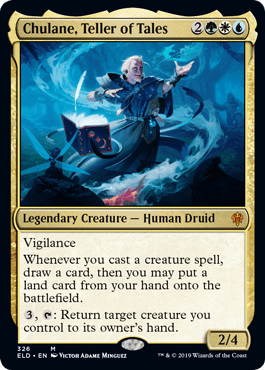 Chulane, Teller of Tales 2
Legendary Creature — Human Druid
Vigilance
Whenever you cast a creature spell,
draw a card, then you may put a
land card from your hand onto the
battlefield.
3, : Return target creature you
control to its owner's hand.
2/4
326 M
ELD • EN VICTOR ADAME MINGUEZ
™ & © 2019 Wizards of the Coast